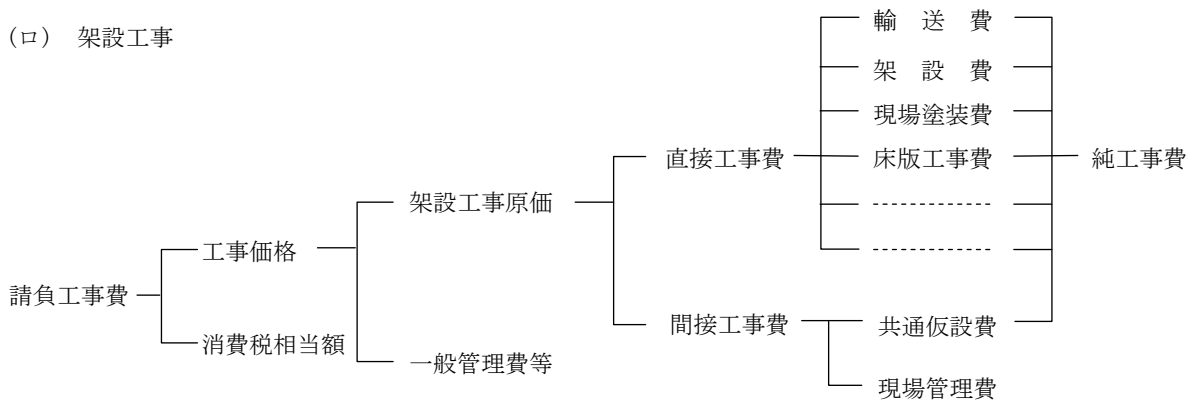 (ロ) 架設工事
輸 送 費
架 設 費
現場塗装費
直接工事費
床版工事費
純工事費
架設工事原価
------------
工事価格
------------
請負工事費
間接工事費
共通仮設費
消費税相当額
一般管理費等
現場管理費